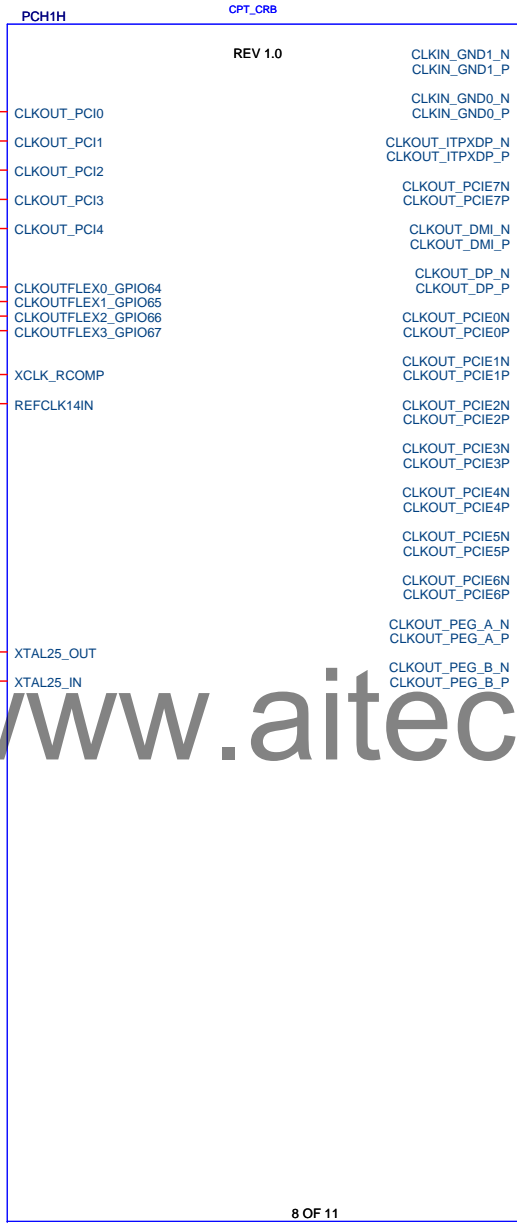 PCH1H
CPT_CRB
REV 1.0
CLKIN_GND1_N
CLKIN_GND1_P
CLKIN_GND0_N
CLKOUT_PCI0 CLKIN_GND0_P
CLKOUT_PCI1 CLKOUT_ITPXDP_N
CLKOUT_ITPXDP_P
CLKOUT_PCI2
CLKOUT_PCIE7N
CLKOUT_PCI3 CLKOUT_PCIE7P
CLKOUT_PCI4 CLKOUT_DMI_N
CLKOUT_DMI_P
CLKOUT_DP_N
CLKOUTFLEX0_GPIO64 CLKOUT_DP_P
CLKOUTFLEX1_GPIO65
CLKOUTFLEX2_GPIO66 CLKOUT_PCIE0N
CLKOUTFLEX3_GPIO67 CLKOUT_PCIE0P
CLKOUT_PCIE1N
XCLK_RCOMP CLKOUT_PCIE1P
REFCLK14IN CLKOUT_PCIE2N
CLKOUT_PCIE2P
CLKOUT_PCIE3N
CLKOUT_PCIE3P
CLKOUT_PCIE4N
CLKOUT_PCIE4P
CLKOUT_PCIE5N
CLKOUT_PCIE5P
CLKOUT_PCIE6N
CLKOUT_PCIE6P
CLKOUT_PEG_A_N
CLKOUT_PEG_A_P
XTAL25_OUT
CLKOUT_PEG_B_N
XTAL25_IN CLKOUT_PEG_B_P
www.aitec
8 OF 11